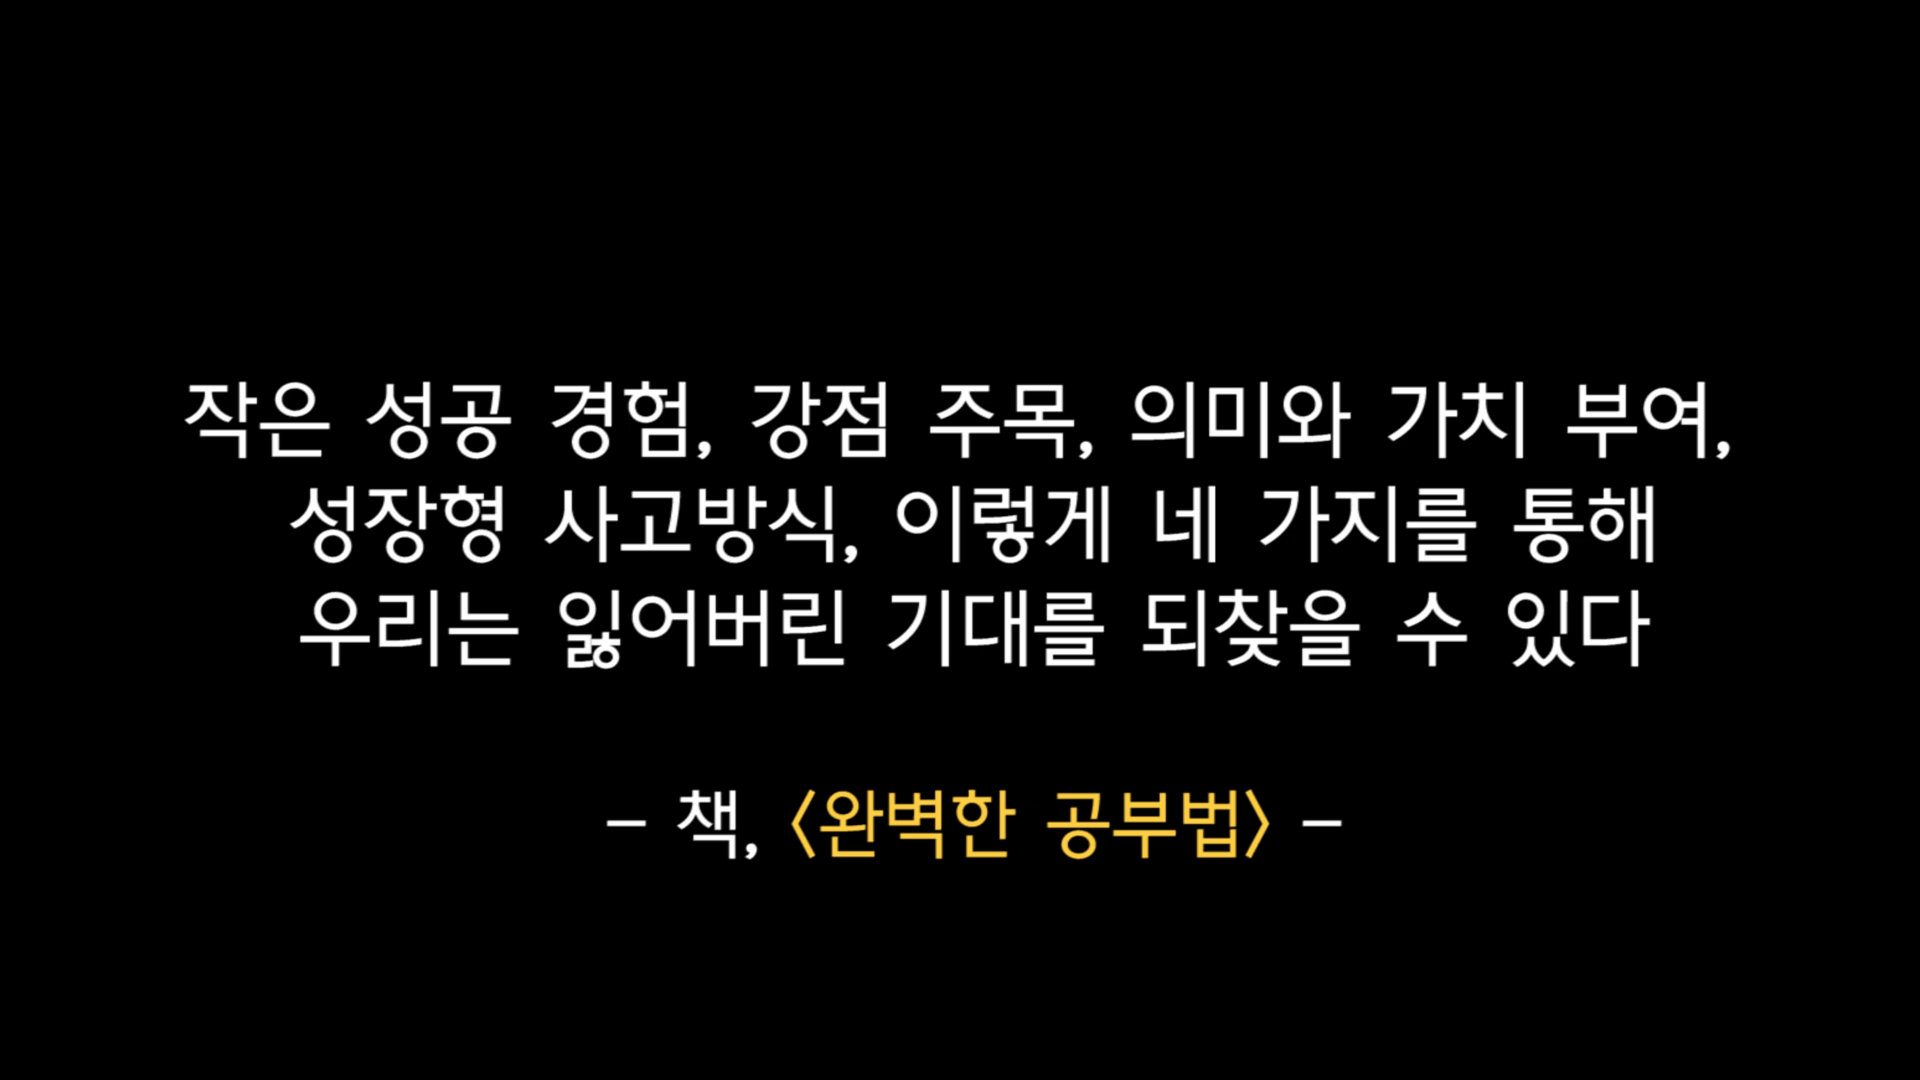 작은 성공 경험, 강점 주목, 의미와 가치 부여,
성장형 사고방식, 이렇게 네 가지를 통해
우리는 잃어버린 기대를 되찾을 수 있다
- 책, <완벽한 공부법> -